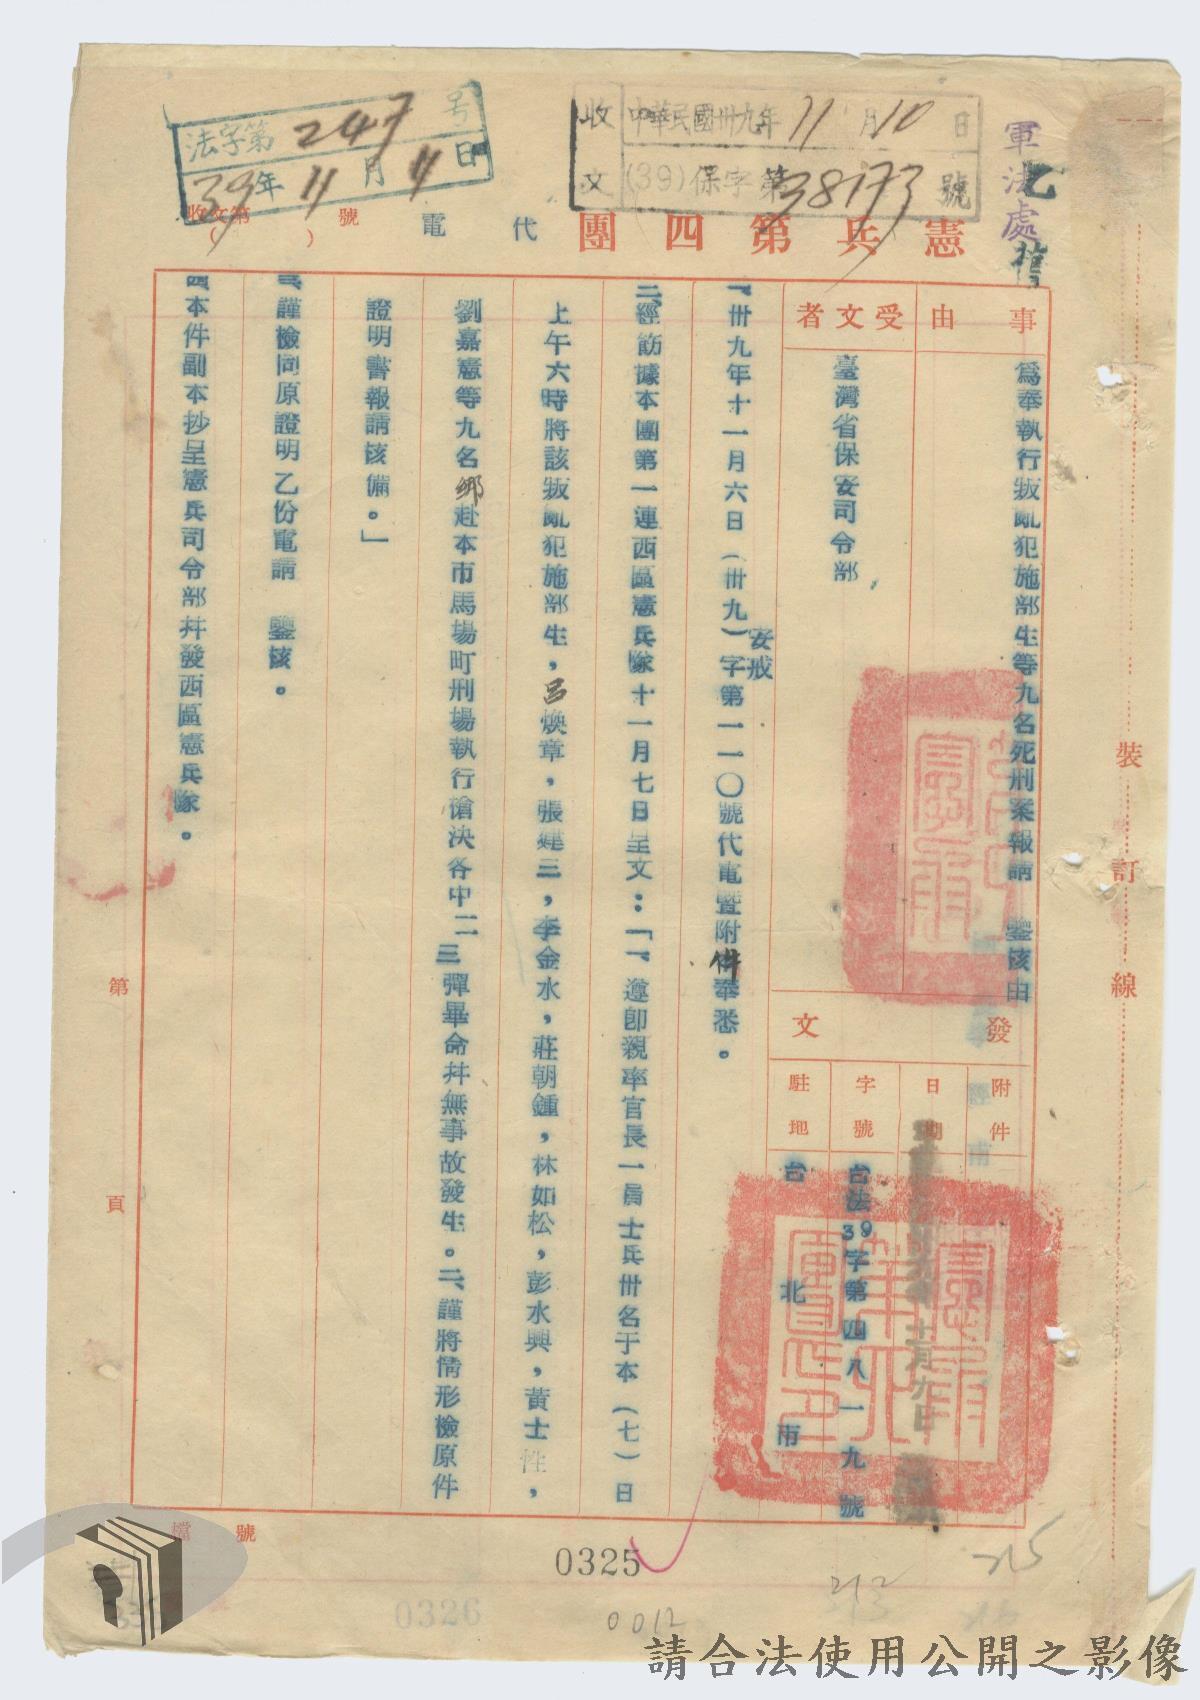 法字第247号
39年11月11日
收文第( )號
收文
中華民國卅九年11月10日
(39)保字第38173號
軍法處
憲兵第四團代電
事由
為奉執行叛亂犯施部生等九名死刑案報請 鑒核由
受文者
臺灣省保安司令部
發文
附件
日期
十一月九日
字號
台法39字第四八一九號
駐地
台北市
一、卅九年十一月六日(卅九)安戒字第一一〇號代電暨附件奉悉。
二、經飭據本團第一連西區憲兵隊十一月七日呈文:「一、遵即親率官長一員士兵卅名于本(七)日
上午六時將該叛亂犯施部生,呂煥章,張建三,李金水,莊朝鍾,林如松,彭水興,黃士性,
劉嘉憲等九名綁赴本市馬場町刑場執行槍決各中二三彈畢命幷無事故發生。二、謹將情形檢原件
證明書報請核備。」
三、謹檢同原證明乙份電請 鑒核。
四、本件副本抄呈憲兵司令部幷發西區憲兵隊。
裝訂線
第頁
檔號
0325
0326
0012
213
315
請合法使用公開之影像